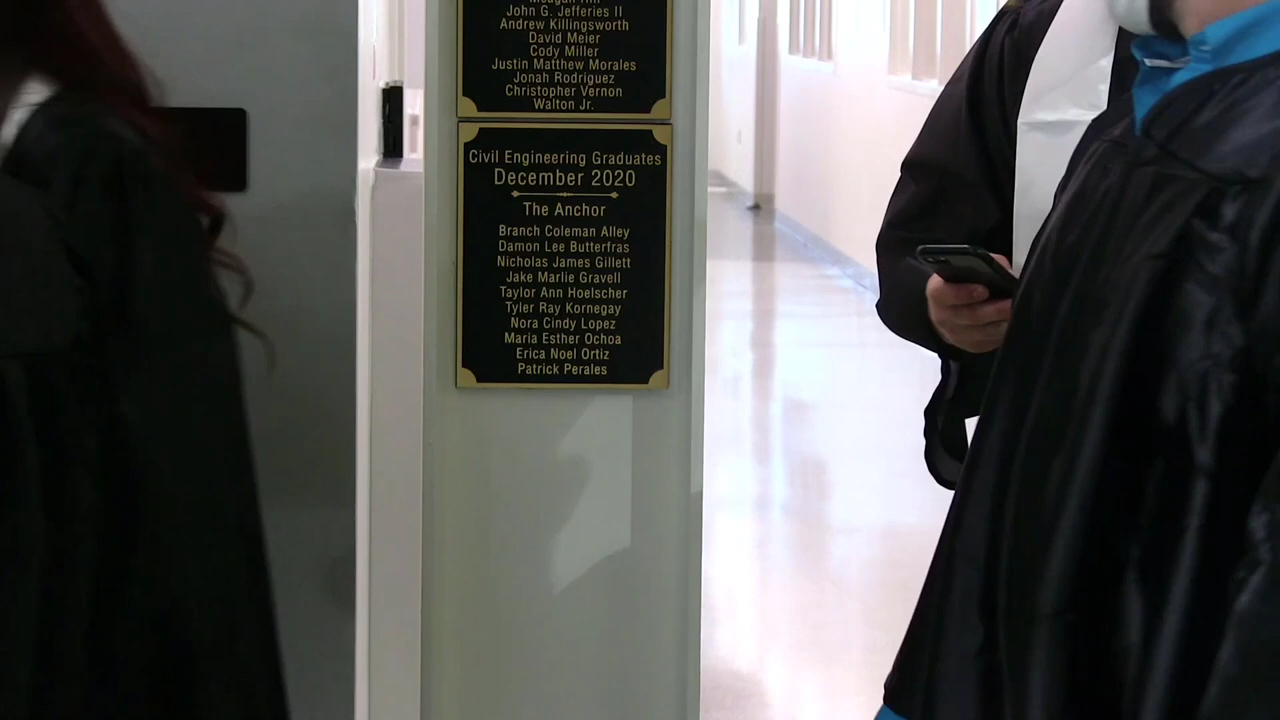 John G. Jefferies II
Andrew Killingsworth
David Meier
Cody Miller
Justin Matthew Morales
Jonah Rodriguez
Christopher Vernon
Walton Jr.
Civil Engineering Graduates
December 2020
The Anchor
Branch Coleman Alley
Damon Lee Butterfras
Nicholas James Gillett
Jake Marlie Gravell
Taylor Ann Hoelscher
Tyler Ray Kornegay
Nora Cindy Lopez
Maria Esther Ochoa
Erica Noel Ortiz
Patrick Perales